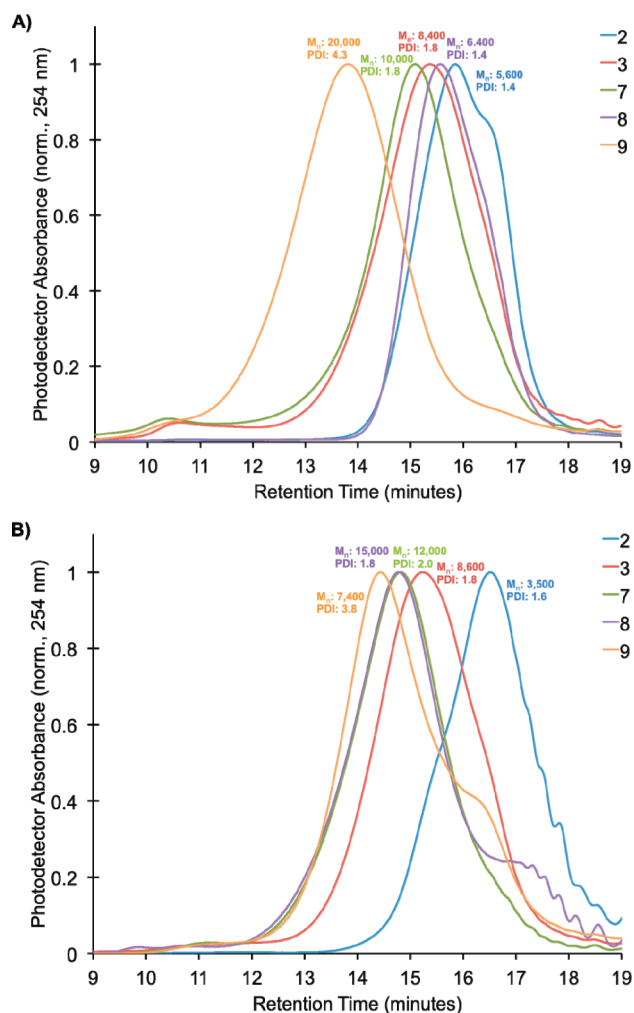 A)
Mn: 20,000
PDI: 4.3
Mn: 10,000
PDI: 1.8
Mn: 8,400
PDI: 1.8
Mn: 6,400
PDI: 1.4
Mn: 5,600
PDI: 1.4
2
3
7
8
9
Photodectector Absorbance (norm., 254 nm)
1
0.8
0.6
0.4
0.2
0
9 10 11 12 13 14 15 16 17 18 19
Retention Time (minutes)
B)
Mn: 7,400
PDI: 3.8
Mn: 15,000
PDI: 1.8
Mn: 12,000
PDI: 2.0
Mn: 8,600
PDI: 1.8
Mn: 3,500
PDI: 1.6
2
3
7
8
9
Photodetector Absorbance (norm., 254 nm)
1
0.8
0.6
0.4
0.2
0
9 10 11 12 13 14 15 16 17 18 19
Retention Time (minutes)